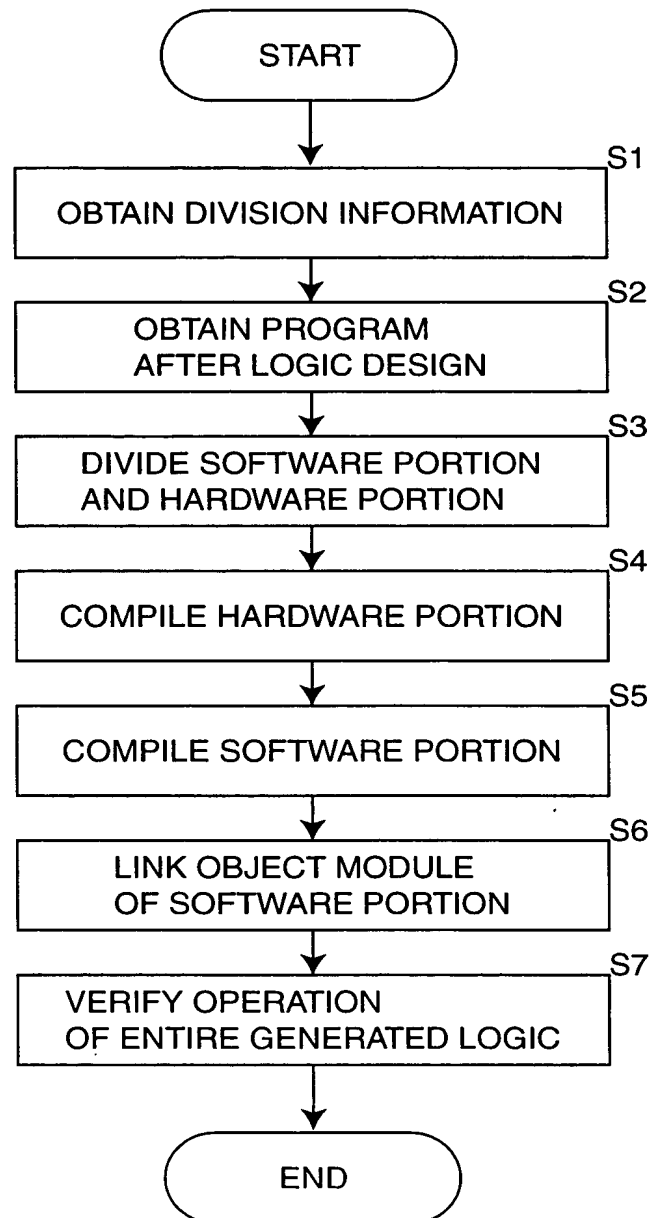 START
S1
OBTAIN DIVISION INFORMATION
S2
OBTAIN PROGRAM
AFTER LOGIC DESIGN
S3
DIVIDE SOFTWARE PORTION
AND HARDWARE PORTION
S4
COMPILE HARDWARE PORTION
S5
COMPILE SOFTWARE PORTION
S6
LINK OBJECT MODULE
OF SOFTWARE PORTION
S7
VERIFY OPERATION
OF ENTIRE GENERATED LOGIC
END